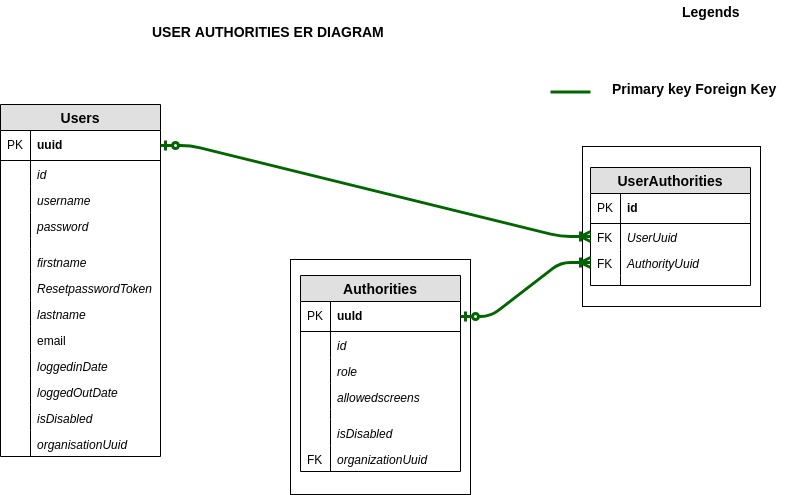 Legends
USER AUTHORITIES ER DIAGRAM
Primary key Foreign Key
Users
PK uuid
id
username
password
firstname
ResetpasswordToken
lastname
email
loggedinDate
loggedOutDate
isDisabled
organisationUuid
Authorities
PK uuId
id
role
allowedscreens
isDisabled
FK organizationUuid
UserAuthorities
PK id
FK UserUuid
FK AuthorityUuid